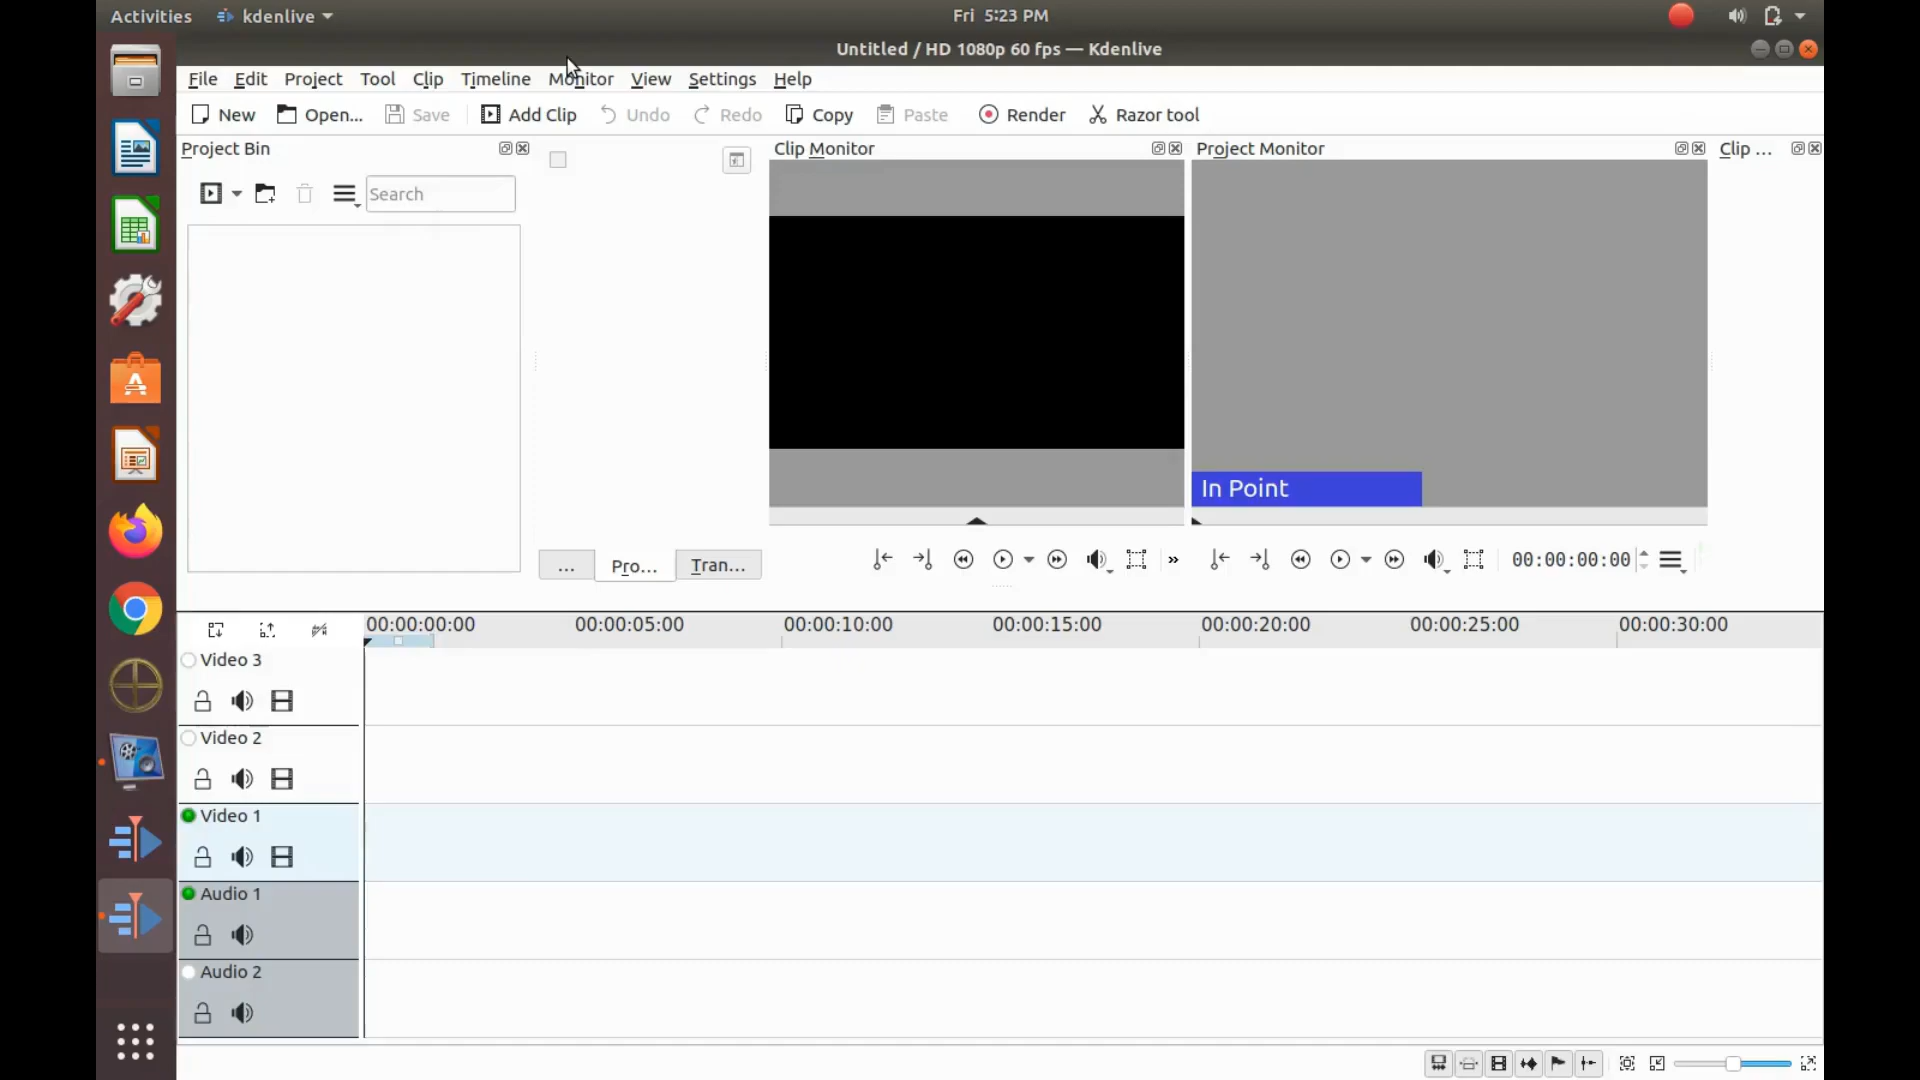 Activities kdenlive Fri 5:23 PM
Untitled / HD 1080p 60 fps — Kdenlive
File Edit Project Tool Clip Timeline Monitor View Settings Help
New Open... Save Add Clip Undo Redo Copy Paste Render Razor tool
Project Bin
Search
... Pro... Tran...
Clip Monitor
Project Monitor
In Point
00:00:00:00
Clip ...
00:00:00:00 00:00:05:00 00:00:10:00 00:00:15:00 00:00:20:00 00:00:25:00 00:00:30:00
Video 3
Video 2
Video 1
Audio 1
Audio 2